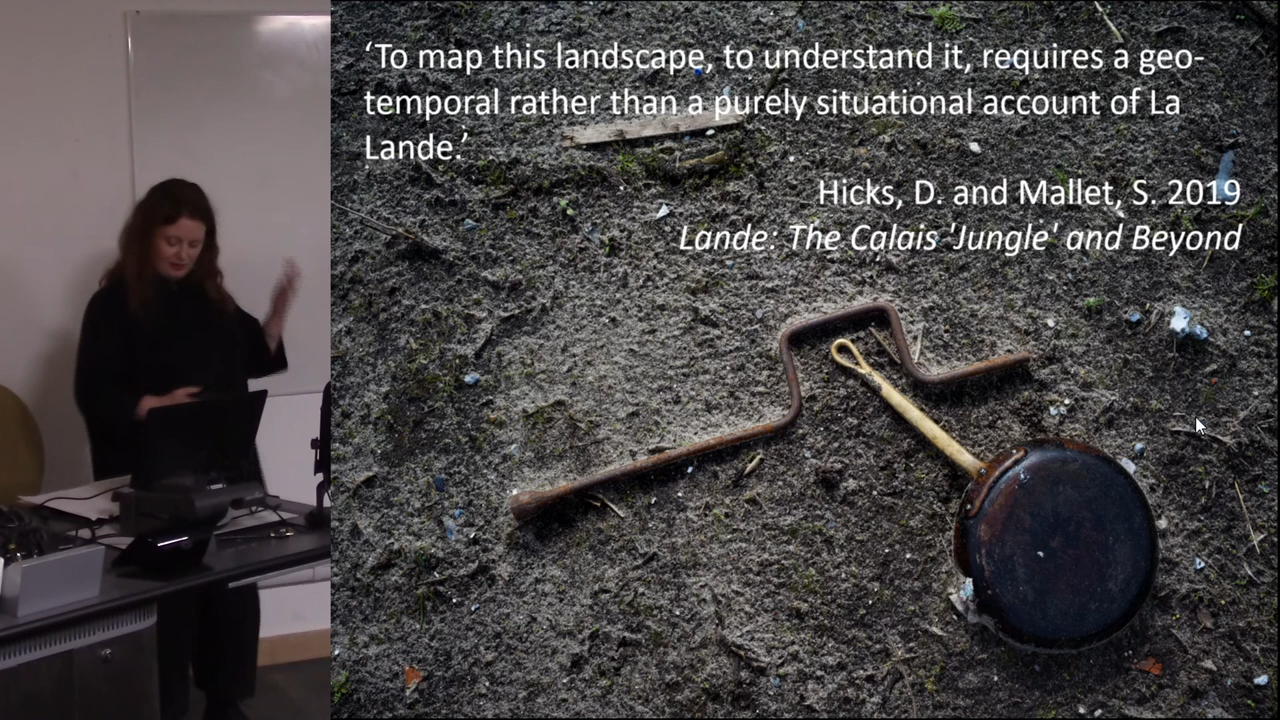 ‘To map this landscape, to understand it, requires a geo-
temporal rather than a purely situational account of La
Lande.’
Hicks, D. and Mallet, S. 2019
Lande: The Calais 'Jungle' and Beyond